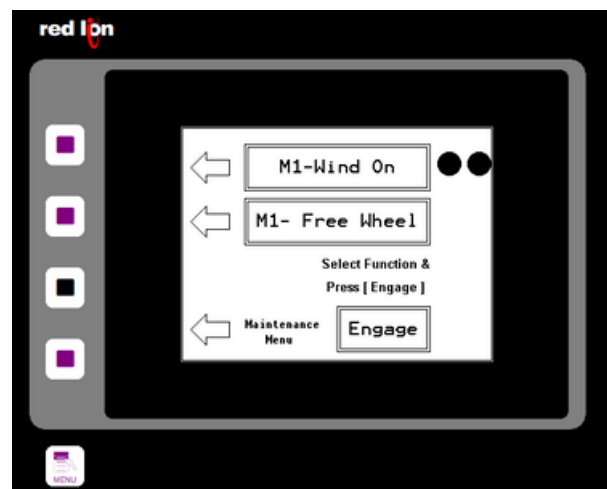 red lion
M1-Wind On
M1- Free Wheel
Select Function &
Press [ Engage ]
Maintenance
Menu
Engage
MENU